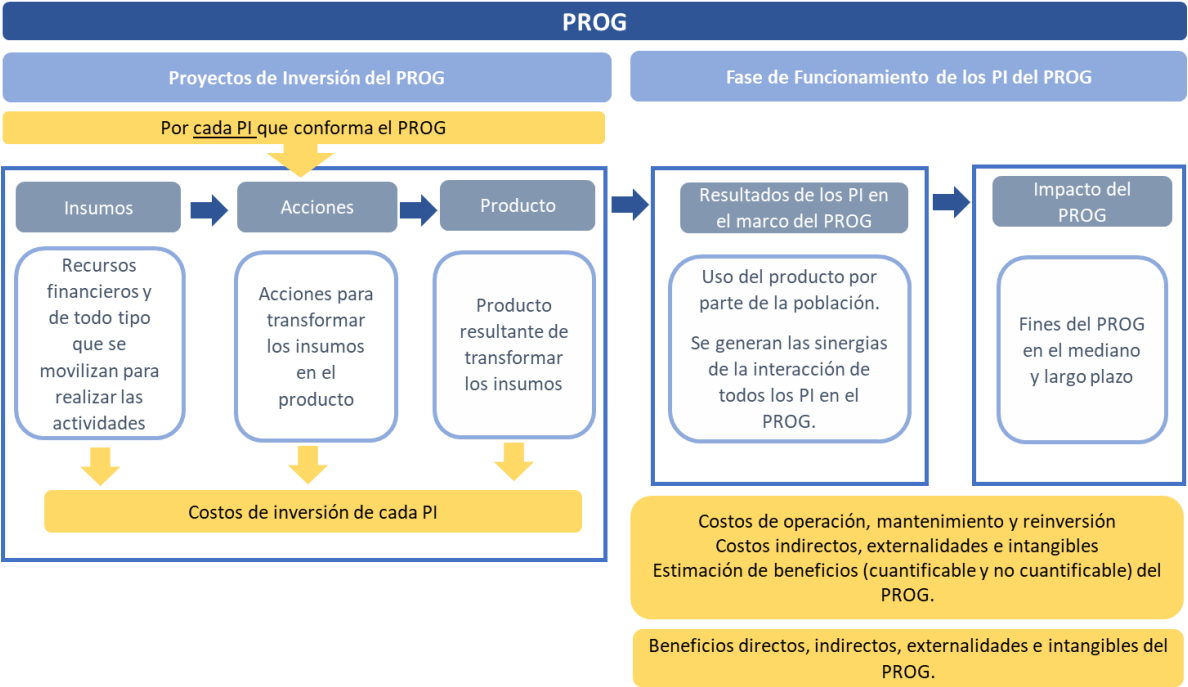 PROG
Proyectos de Inversión del PROG
Fase de Funcionamiento de los PI del PROG
Por cada PI que conforma el PROG
Insumos
Acciones
Producto
Resultados de los PI en
el marco del PROG
Impacto del
PROG
Recursos
financieros y
de todo tipo
que se
movilizan para
realizar las
actividades
Acciones para
transformar
los insumos
en el
producto
Producto
resultante de
transformar
los insumos
Uso del producto por
parte de la población.
Se generan las sinergias
de la interacción de
todos los PI en el
PROG.
Fines del PROG
en el mediano
y largo plazo
Costos de inversión de cada PI
Costos de operación, mantenimiento y reinversión
Costos indirectos, externalidades e intangibles
Estimación de beneficios (cuantificable y no cuantificable) del
PROG.
Beneficios directos, indirectos, externalidades e intangibles del
PROG.